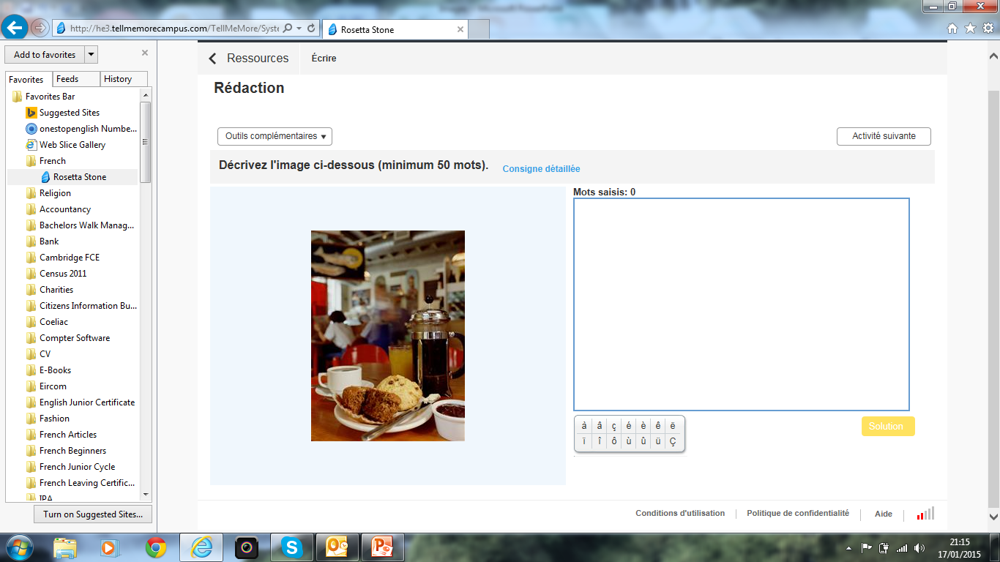 http://he3.tellmemorecampus.com/TellMeMore/Syste
Rosetta Stone
Add to favorites
Favorites
Feeds
History
Favorites Bar
Suggested Sites
onestopenglish Numbe...
Web Slice Gallery
French
Rosetta Stone
Religion
Accountancy
Bachelors Walk Manag...
Bank
Cambridge FCE
Census 2011
Charities
Citizens Information Bu...
Coeliac
Compter Software
CV
E-Books
Eircom
English Junior Certificate
Fashion
French Articles
French Beginners
French Junior Cycle
French Leaving Certific...
IPA
Turn on Suggested Sites...
Ressources
Écrire
Rédaction
Outils complémentaires
Activité suivante
Décrivez l'image ci-dessous (minimum 50 mots).
Consigne détaillée
Mots saisis: 0
à â ç é è ê ë
ï î ô ù û ü Ç
Solution
Conditions d'utilisation
Politique de confidentialité
Aide
21:15
17/01/2015